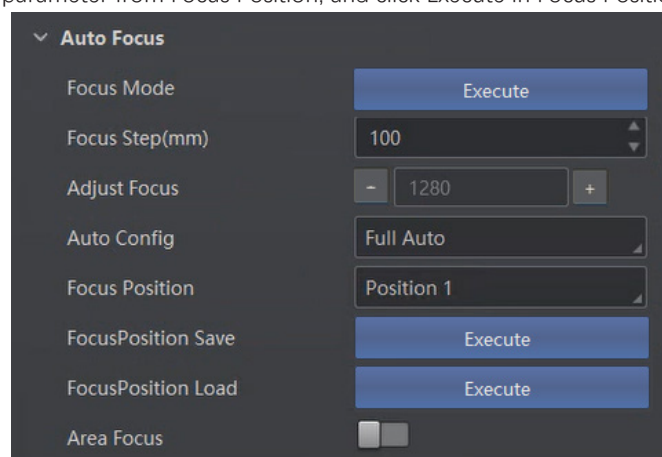 parameter from Focus Position, and click Execute in Focus
Auto Focus
Focus Mode Execute
Focus Step(mm) 100
Adjust Focus - 1280 +
Auto Config Full Auto
Focus Position Position 1
FocusPosition Save Execute
FocusPosition Load Execute
Area Focus